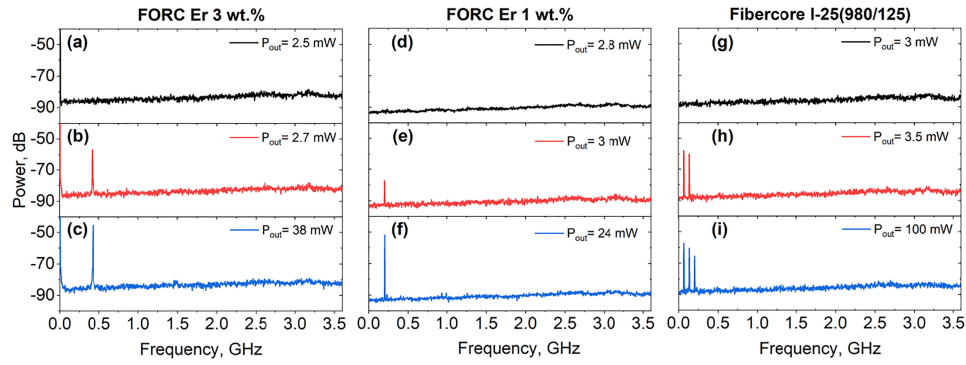 FORC Er 3 wt.% FORC Er 1 wt.% Fibercore I-25(980/125)
(a) P_out= 2.5 mW (d) P_out= 2.8 mW (g) P_out= 3 mW
-50
-70
-90
(b) P_out= 2.7 mW (e) P_out= 3 mW (h) P_out= 3.5 mW
-50
-70
-90
(c) P_out= 38 mW (f) P_out= 24 mW (i) P_out= 100 mW
-50
-70
-90
Power, dB
0.0 0.5 1.0 1.5 2.0 2.5 3.0 3.5 0.0 0.5 1.0 1.5 2.0 2.5 3.0 3.5 0.0 0.5 1.0 1.5 2.0 2.5 3.0 3.5
Frequency, GHz Frequency, GHz Frequency, GHz